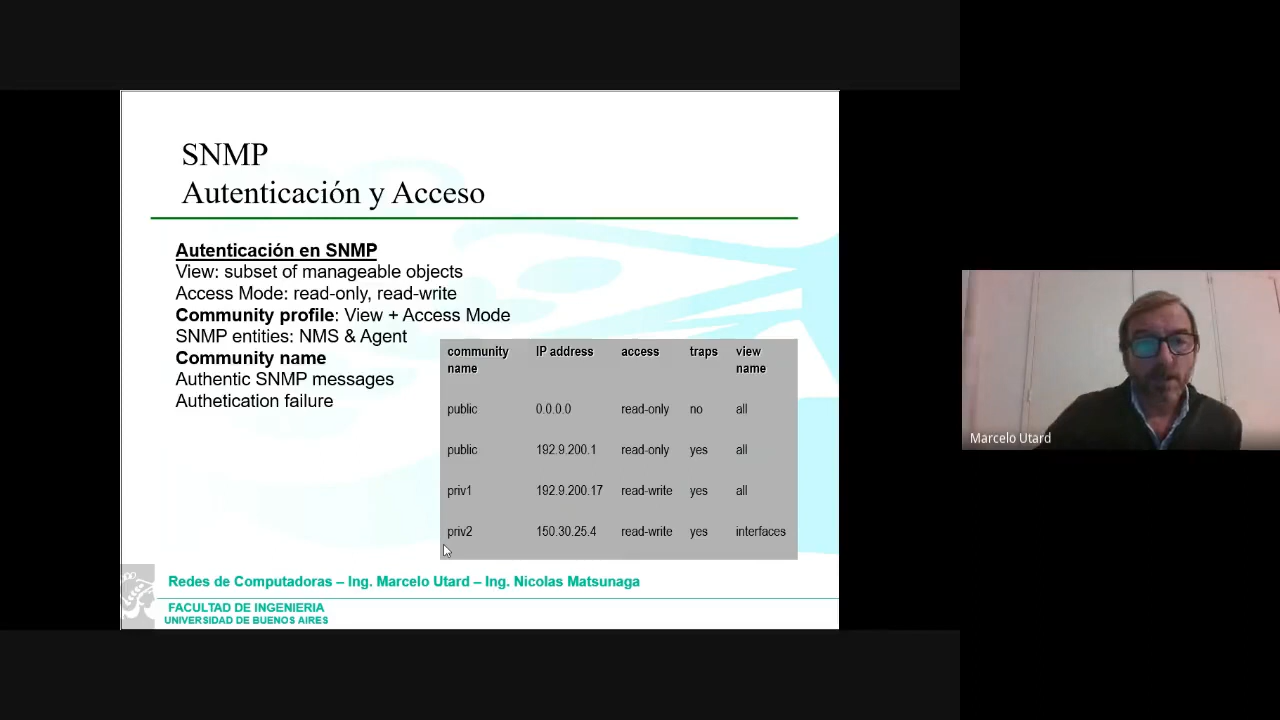 SNMP
Autenticación y Acceso
Autenticación en SNMP
View: subset of manageable objects
Access Mode: read-only, read-write
Community profile: View + Access Mode
SNMP entities: NMS & Agent
Community name
Authentic SNMP messages
Authetication failure
community name IP address access traps view name
public 0.0.0.0 read-only no all
public 192.9.200.1 read-only yes all
priv1 192.9.200.17 read-write yes all
priv2 150.30.25.4 read-write yes interfaces
Redes de Computadoras – Ing. Marcelo Utard – Ing. Nicolas Matsunaga
FACULTAD DE INGENIERIA
UNIVERSIDAD DE BUENOS AIRES
Marcelo Utard